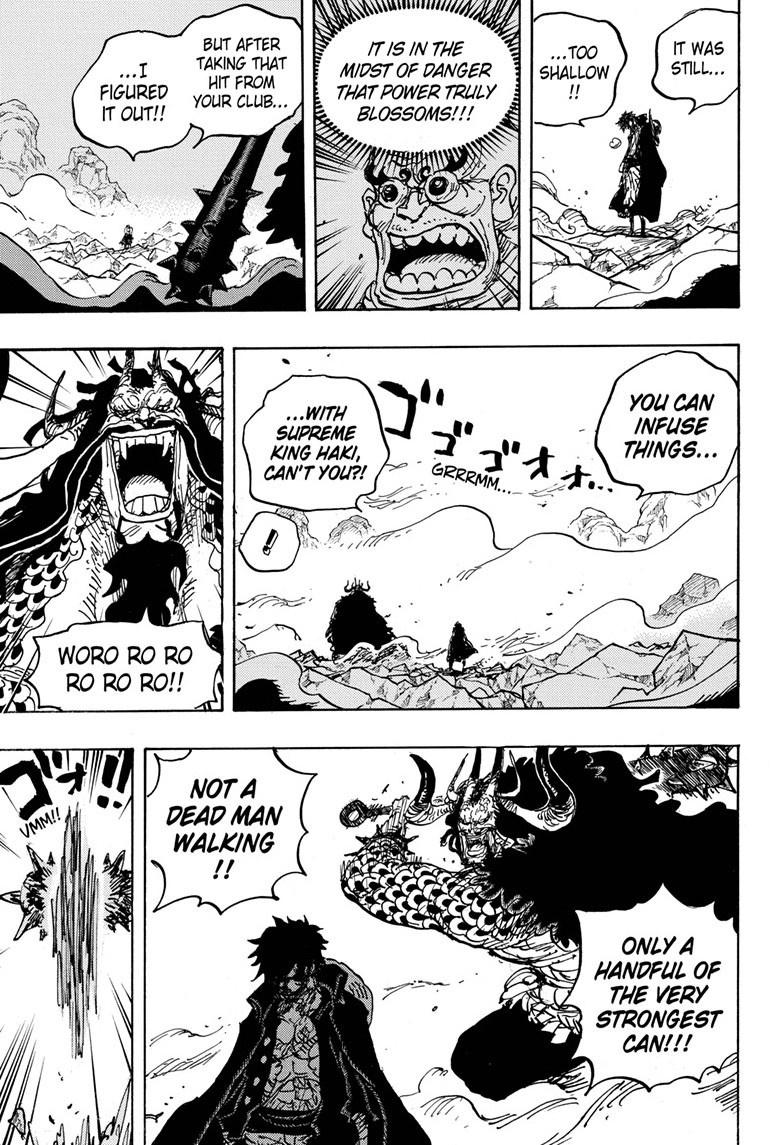 IT WAS
STILL...
...TOO
SHALLOW
!!
IT IS IN THE
MIDST OF DANGER
THAT POWER TRULY
BLOSSOMS!!!
BUT AFTER
TAKING THAT
HIT FROM
YOUR CLUB...
...I
FIGURED
IT OUT!!
YOU CAN
INFUSE
THINGS...
ゴゴゴオォ...
GRRRMM...
...WITH
SUPREME
KING HAKI,
CAN'T YOU?!
!
WORO RO RO
RO RO RO!!
ONLY A
HANDFUL OF
THE VERY
STRONGEST
CAN!!!
NOT A
DEAD MAN
WALKING
!!
ゴォ!!
VMM!!